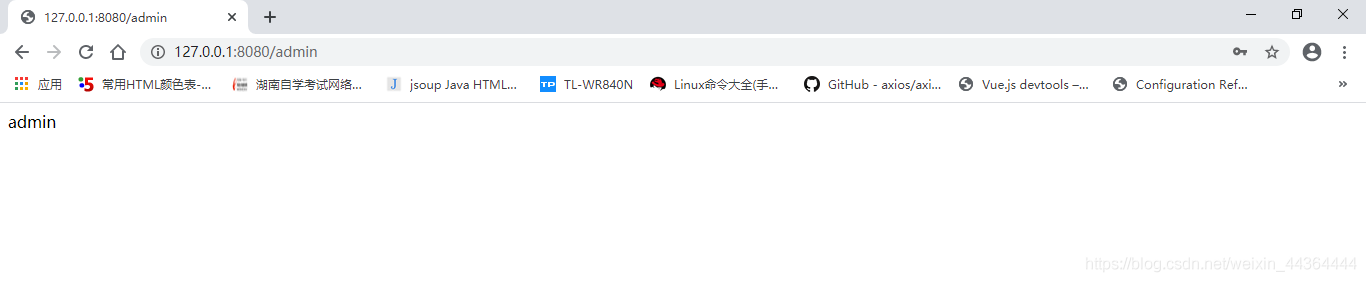 127.0.0.1:8080/admin
127.0.0.1:8080/admin
应用 常用HTML颜色表-... 湖南自学考试网络... J jsoup Java HTML... TP TL-WR840N Linux命令大全(手... GitHub - axios/axi... Vue.js devtools –... Configuration Ref... »
admin
https://blog.csdn.net/weixin_44364444